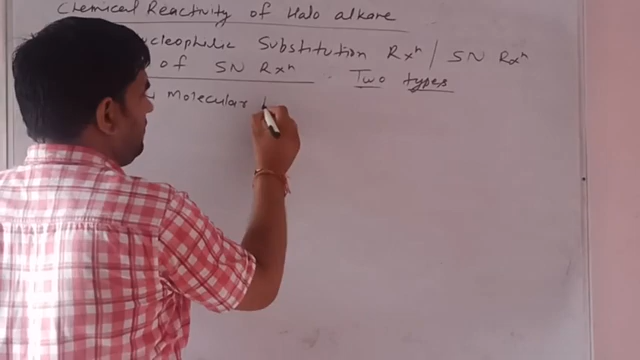 Chemical Reactivity of Halo alkane
Nucleophilic Substitution Rxⁿ / SN Rxⁿ
of SN Rxⁿ . Two types
Molecular